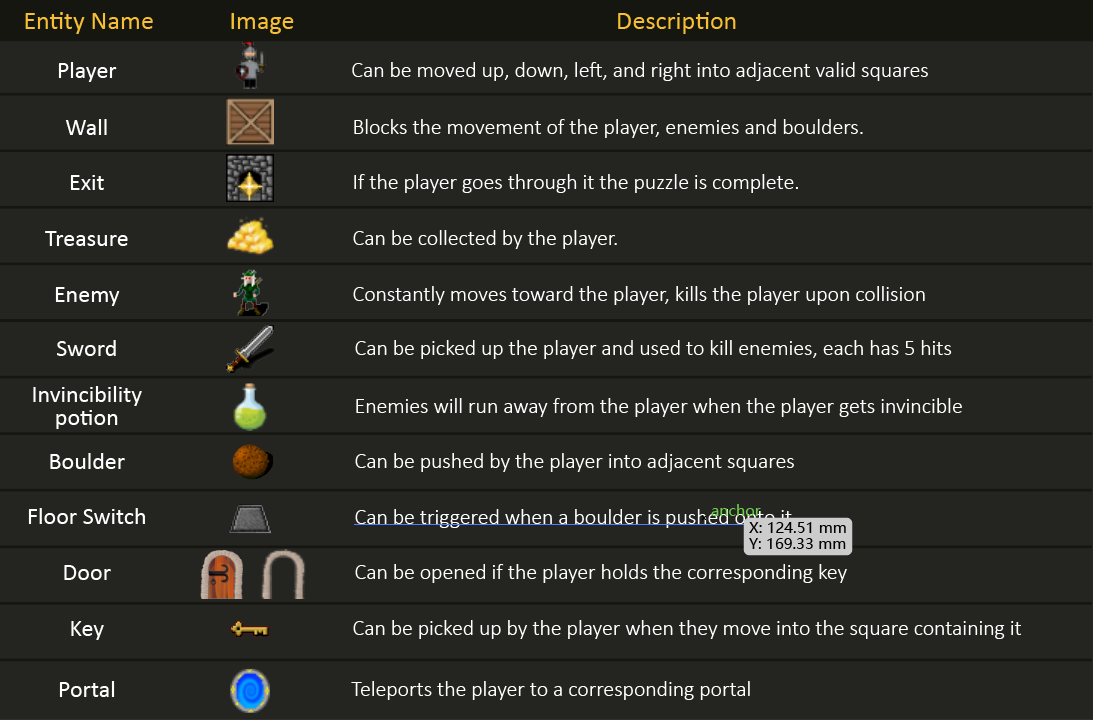 Entity Name Image Description
Player Can be moved up, down, left, and right into adjacent valid squares
Wall Blocks the movement of the player, enemies and boulders.
Exit If the player goes through it the puzzle is complete.
Treasure Can be collected by the player.
Enemy Constantly moves toward the player, kills the player upon collision
Sword Can be picked up the player and used to kill enemies, each has 5 hits
Invincibility
potion Enemies will run away from the player when the player gets invincible
Boulder Can be pushed by the player into adjacent squares
Floor Switch Can be triggered when a boulder is pushed onto it
anchor
X: 124.51 mm
Y: 169.33 mm
Door Can be opened if the player holds the corresponding key
Key Can be picked up by the player when they move into the square containing it
Portal Teleports the player to a corresponding portal